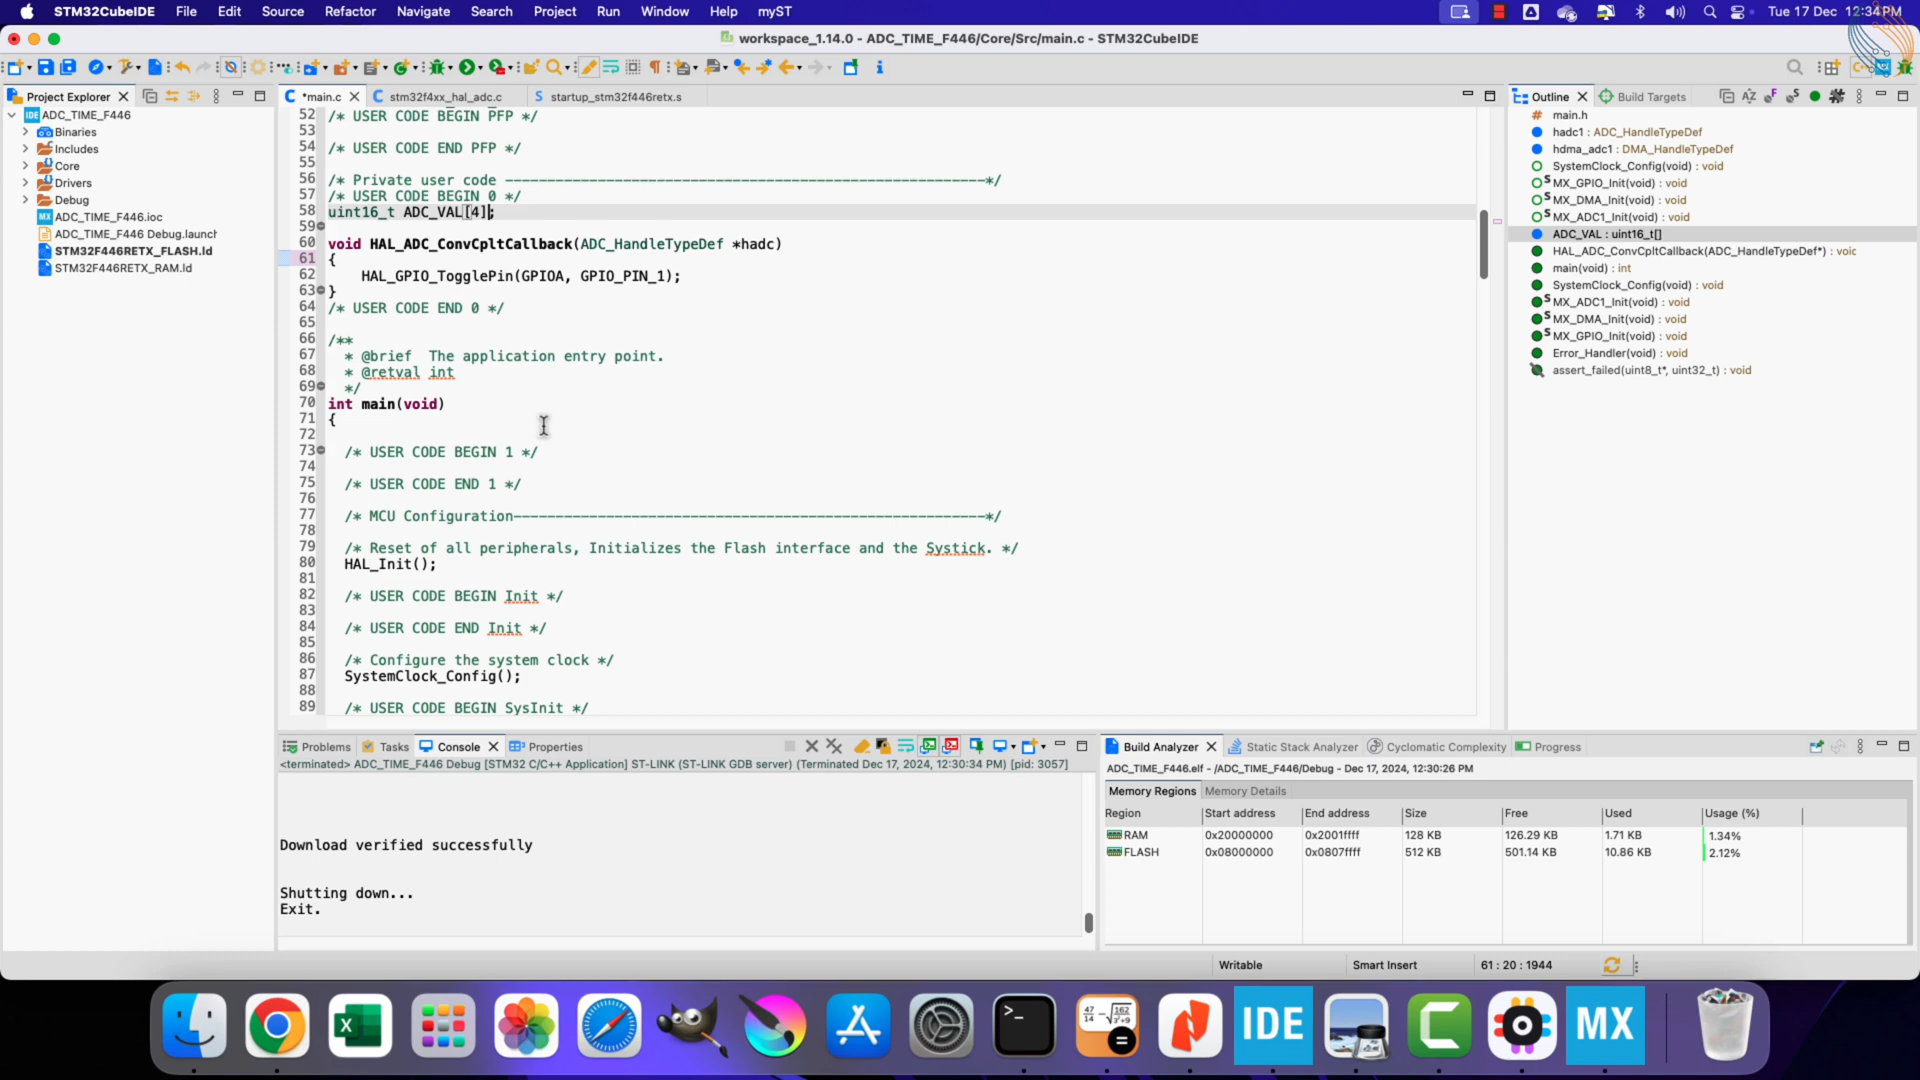 STM32CubeIDE File Edit Source Refactor Navigate Search Project Run Window Help myST Tue 17 Dec 12:34PM
workspace_1.14.0 - ADC_TIME_F446/Core/Src/main.c - STM32CubeIDE
Project Explorer
ADC_TIME_F446
Binaries
Includes
Core
Drivers
Debug
ADC_TIME_F446.ioc
ADC_TIME_F446 Debug.launch
STM32F446RETX_FLASH.ld
STM32F446RETX_RAM.ld
*main.c stm32f4xx_hal_adc.c startup_stm32f446retx.s
52 /* USER CODE BEGIN PFP */
53
54 /* USER CODE END PFP */
55
56 /* Private user code ---------------------------------------------------------*/
57 /* USER CODE BEGIN 0 */
58 uint16_t ADC_VAL[4];
59
60 void HAL_ADC_ConvCpltCallback(ADC_HandleTypeDef *hadc)
61 {
62 HAL_GPIO_TogglePin(GPIOA, GPIO_PIN_1);
63 }
64 /* USER CODE END 0 */
65
66 /**
67 * @brief The application entry point.
68 * @retval int
69 */
70 int main(void)
71 {
72
73 /* USER CODE BEGIN 1 */
74
75 /* USER CODE END 1 */
76
77 /* MCU Configuration--------------------------------------------------------*/
78
79 /* Reset of all peripherals, Initializes the Flash interface and the Systick. */
80 HAL_Init();
81
82 /* USER CODE BEGIN Init */
83
84 /* USER CODE END Init */
85
86 /* Configure the system clock */
87 SystemClock_Config();
88
89 /* USER CODE BEGIN SysInit */
Outline Build Targets
main.h
hadc1 : ADC_HandleTypeDef
hdma_adc1 : DMA_HandleTypeDef
SystemClock_Config(void) : void
MX_GPIO_Init(void) : void
MX_DMA_Init(void) : void
MX_ADC1_Init(void) : void
ADC_VAL : uint16_t[]
HAL_ADC_ConvCpltCallback(ADC_HandleTypeDef*) : voic
main(void) : int
SystemClock_Config(void) : void
MX_ADC1_Init(void) : void
MX_DMA_Init(void) : void
MX_GPIO_Init(void) : void
Error_Handler(void) : void
assert_failed(uint8_t*, uint32_t) : void
Problems Tasks Console Properties
<terminated> ADC_TIME_F446 Debug [STM32 C/C++ Application] ST-LINK (ST-LINK GDB server) (Terminated Dec 17, 2024, 12:30:34 PM) [pid: 3057]
Download verified successfully
Shutting down...
Exit.
Build Analyzer Static Stack Analyzer Cyclomatic Complexity Progress
ADC_TIME_F446.elf - /ADC_TIME_F446/Debug - Dec 17, 2024, 12:30:26 PM
Memory Regions Memory Details
Region Start address End address Size Free Used Usage (%)
RAM 0x20000000 0x2001ffff 128 KB 126.29 KB 1.71 KB 1.34%
FLASH 0x08000000 0x0807ffff 512 KB 501.14 KB 10.86 KB 2.12%
Writable Smart Insert 61 : 20 : 1944
IDE MX